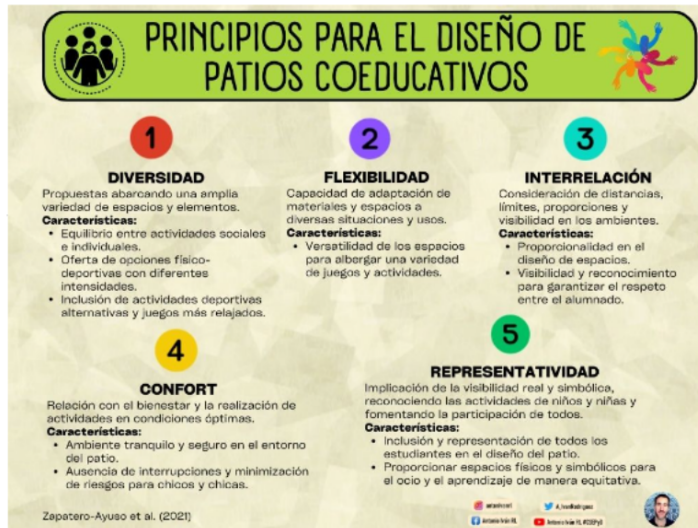 PRINCIPIOS PARA EL DISEÑO DE
PATIOS COEDUCATIVOS
1
DIVERSIDAD
Propuestas abarcando una amplia
variedad de espacios y elementos.
Características:
• Equilibrio entre actividades sociales
e individuales.
• Oferta de opciones físico-
deportivas con diferentes
intensidades.
• Inclusión de actividades deportivas
alternativas y juegos más relajados.
2
FLEXIBILIDAD
Capacidad de adaptación de
materiales y espacios a
diversas situaciones y usos.
Características:
• Versatilidad de los espacios
para albergar una variedad
de juegos y actividades.
3
INTERRELACIÓN
Consideración de distancias,
límites, proporciones y
visibilidad en los ambientes.
Características:
• Proporcionalidad en el
diseño de espacios.
• Visibilidad y reconocimiento
para garantizar el respeto
entre el alumnado.
4
CONFORT
Relación con el bienestar y la realización de
actividades en condiciones óptimas.
Características:
• Ambiente tranquilo y seguro en el entorno
del patio.
• Ausencia de interrupciones y minimización
de riesgos para chicos y chicas.
5
REPRESENTATIVIDAD
Implicación de la visibilidad real y simbólica,
reconociendo las actividades de niños y niñas y
fomentando la participación de todos.
Características:
• Inclusión y representación de todos los
estudiantes en el diseño del patio.
• Proporcionar espacios físicos y simbólicos para
el ocio y el aprendizaje de manera equitativa.
Zapatero-Ayuso et al. (2021)